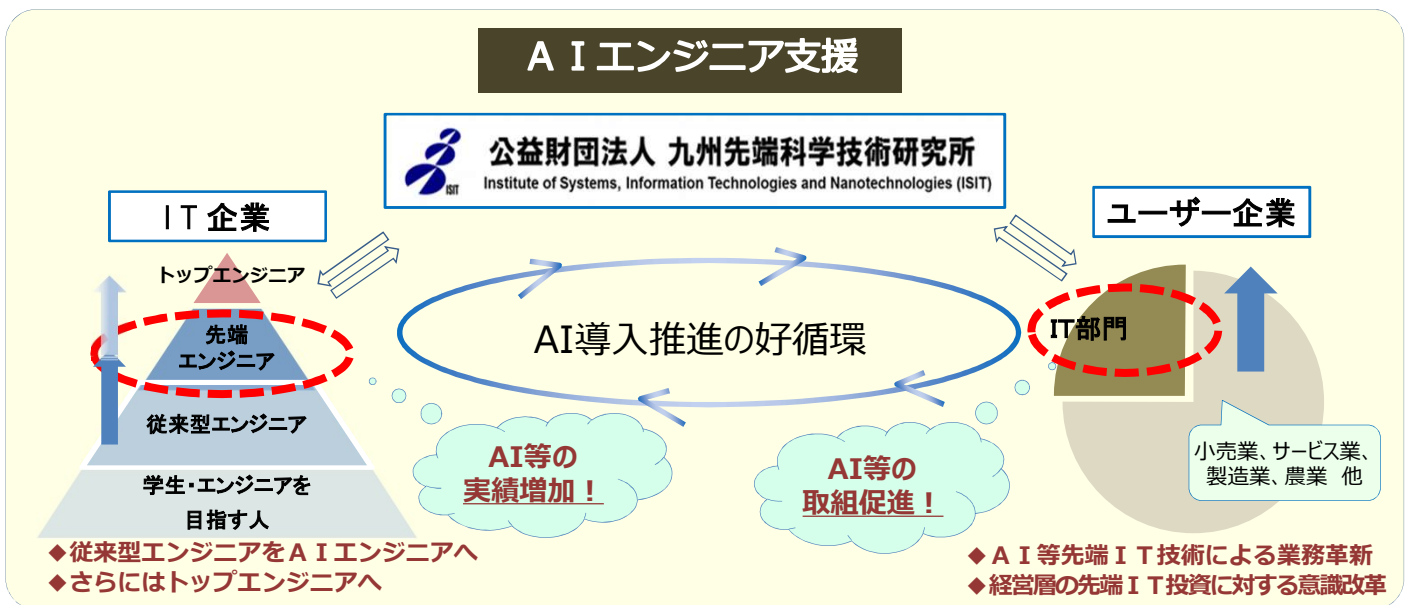 ＡＩエンジニア支援
公益財団法人 九州先端科学技術研究所
Institute of Systems, Information Technologies and Nanotechnologies (ISIT)
ISIT
ＩＴ企業
トップエンジニア
先端
エンジニア
従来型エンジニア
学生・エンジニアを
目指す人
◆従来型エンジニアをＡＩエンジニアへ
◆さらにはトップエンジニアへ
AI導入推進の好循環
AI等の
実績増加！
AI等の
取組促進！
ユーザー企業
IT部門
小売業、サービス業、
製造業、農業 他
◆ＡＩ等先端ＩＴ技術による業務革新
◆経営層の先端ＩＴ投資に対する意識改革